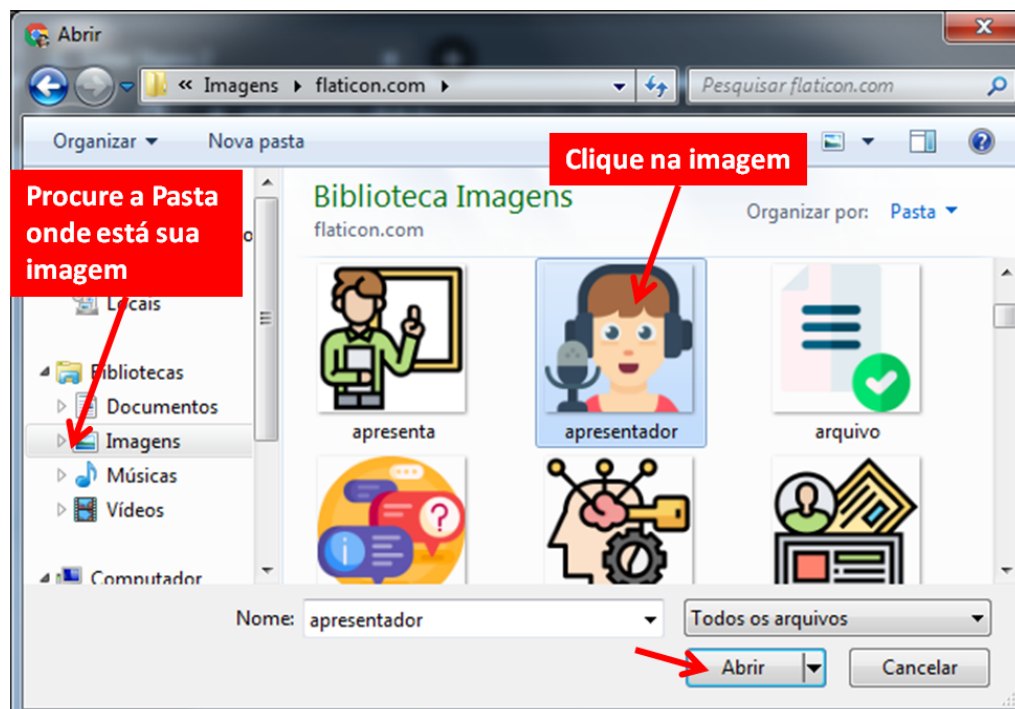 Abrir
« Imagens flaticon.com
Pesquisar flaticon.com
Organizar Nova pasta
Clique na imagem
Procure a Pasta
onde está sua
imagem
Biblioteca Imagens
flaticon.com
Organizar por: Pasta
Locais
Bibliotecas
Documentos
Imagens
Músicas
Vídeos
Computador
apresenta
apresentador
arquivo
Nome: apresentador
Todos os arquivos
Abrir
Cancelar